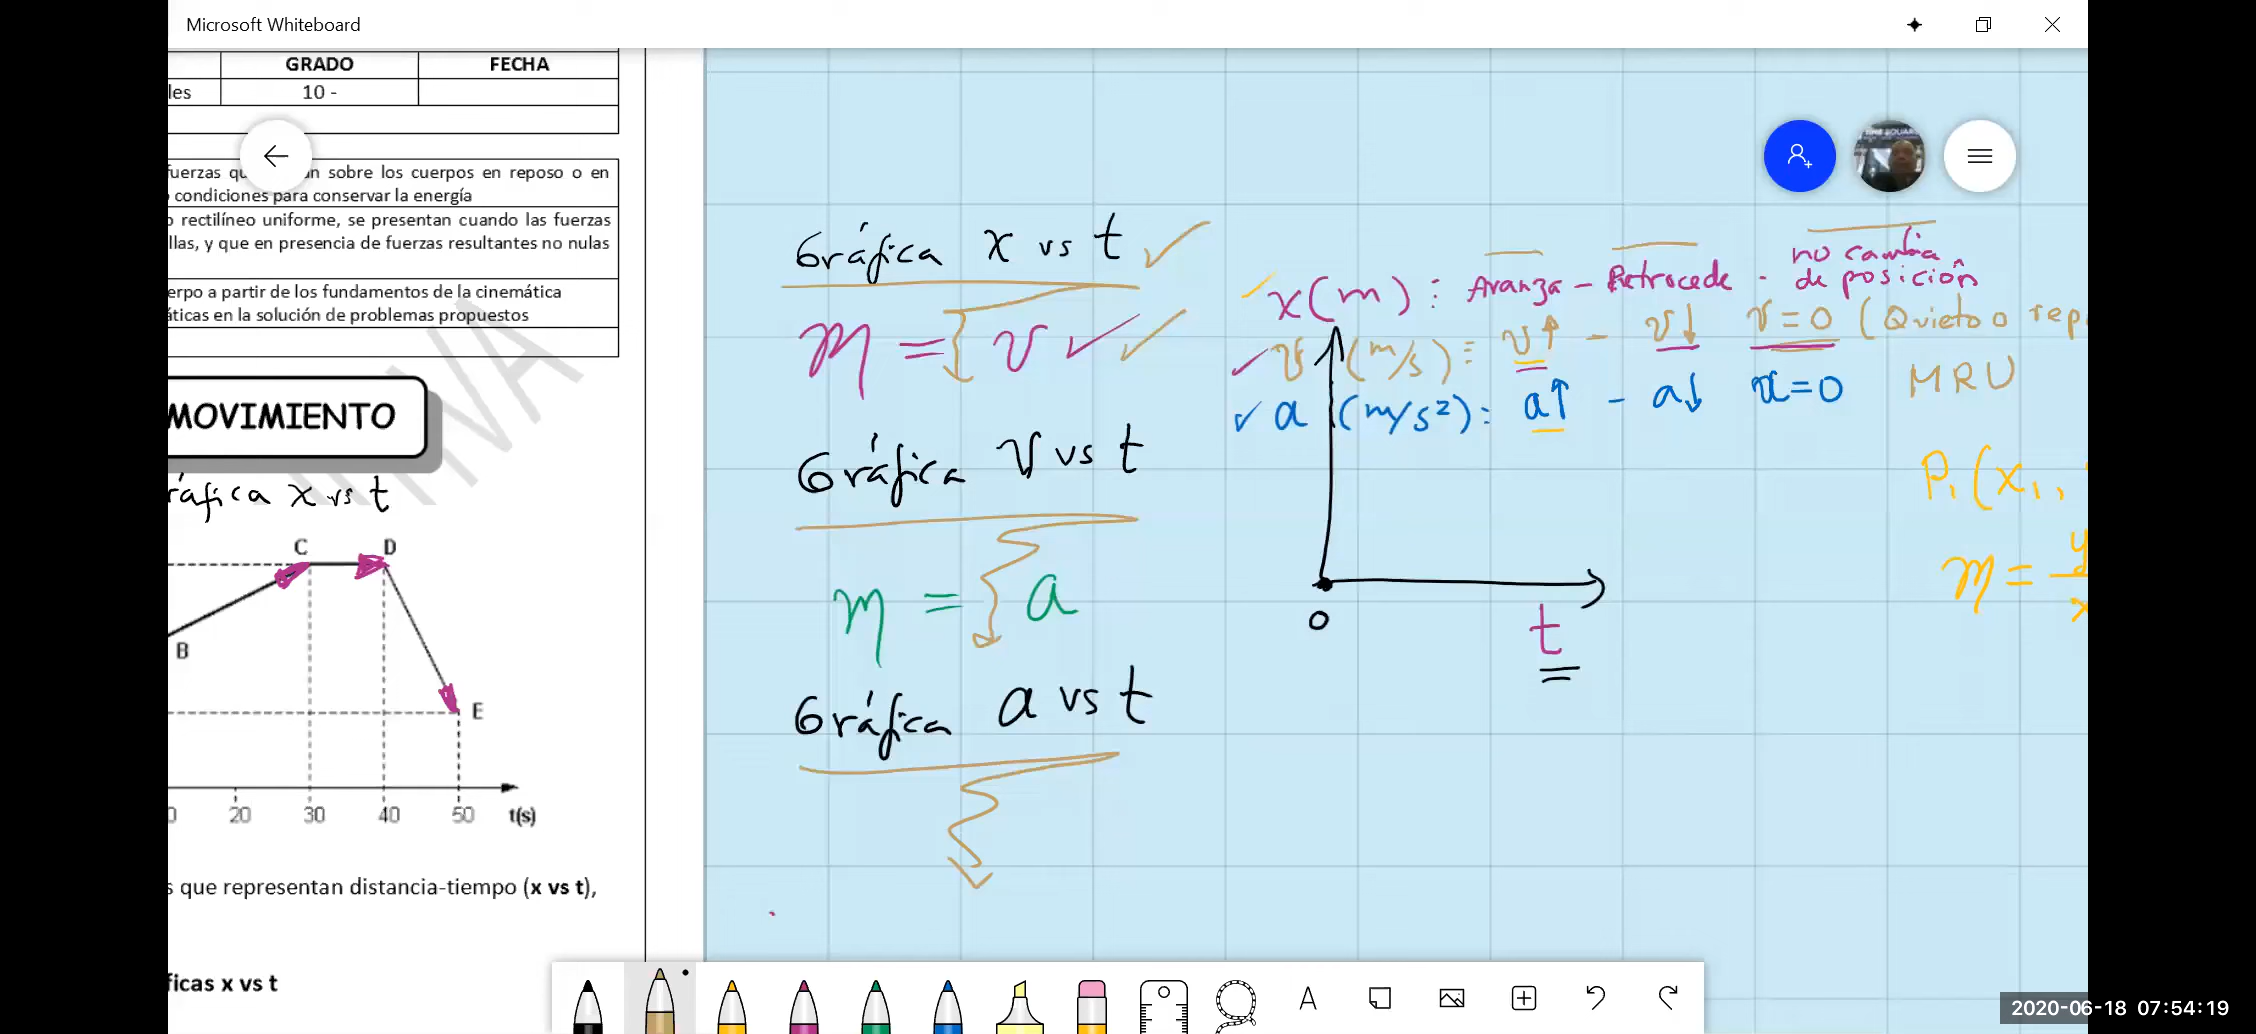 Microsoft Whiteboard
GRADO FECHA
les 10 -
fuerzas qu n sobre los cuerpos en reposo o en
condiciones para conservar la energía
o rectilíneo uniforme, se presentan cuando las fuerzas
llas, y que en presencia de fuerzas resultantes no nulas
erpo a partir de los fundamentos de la cinemática
áticas en la solución de problemas propuestos
MOVIMIENTO
ráfica x vs t
C D
B
E
0 20 30 40 50 t(s)
s que representan distancia-tiempo (x vs t),
ficas x vs t
Gráfica x vs t
m = v
Gráfica v vs t
m = a
Gráfica a vs t
x(m) : Avanza - Retrocede - no cambia
de posición
v (m/s) : v↑ - v↓ v=0 (Quieto o rep
a (m/s²) : a↑ - a↓ a=0 MRU
0
t
P₁(x₁,
m = y
x
A
2020-06-18 07:54:19